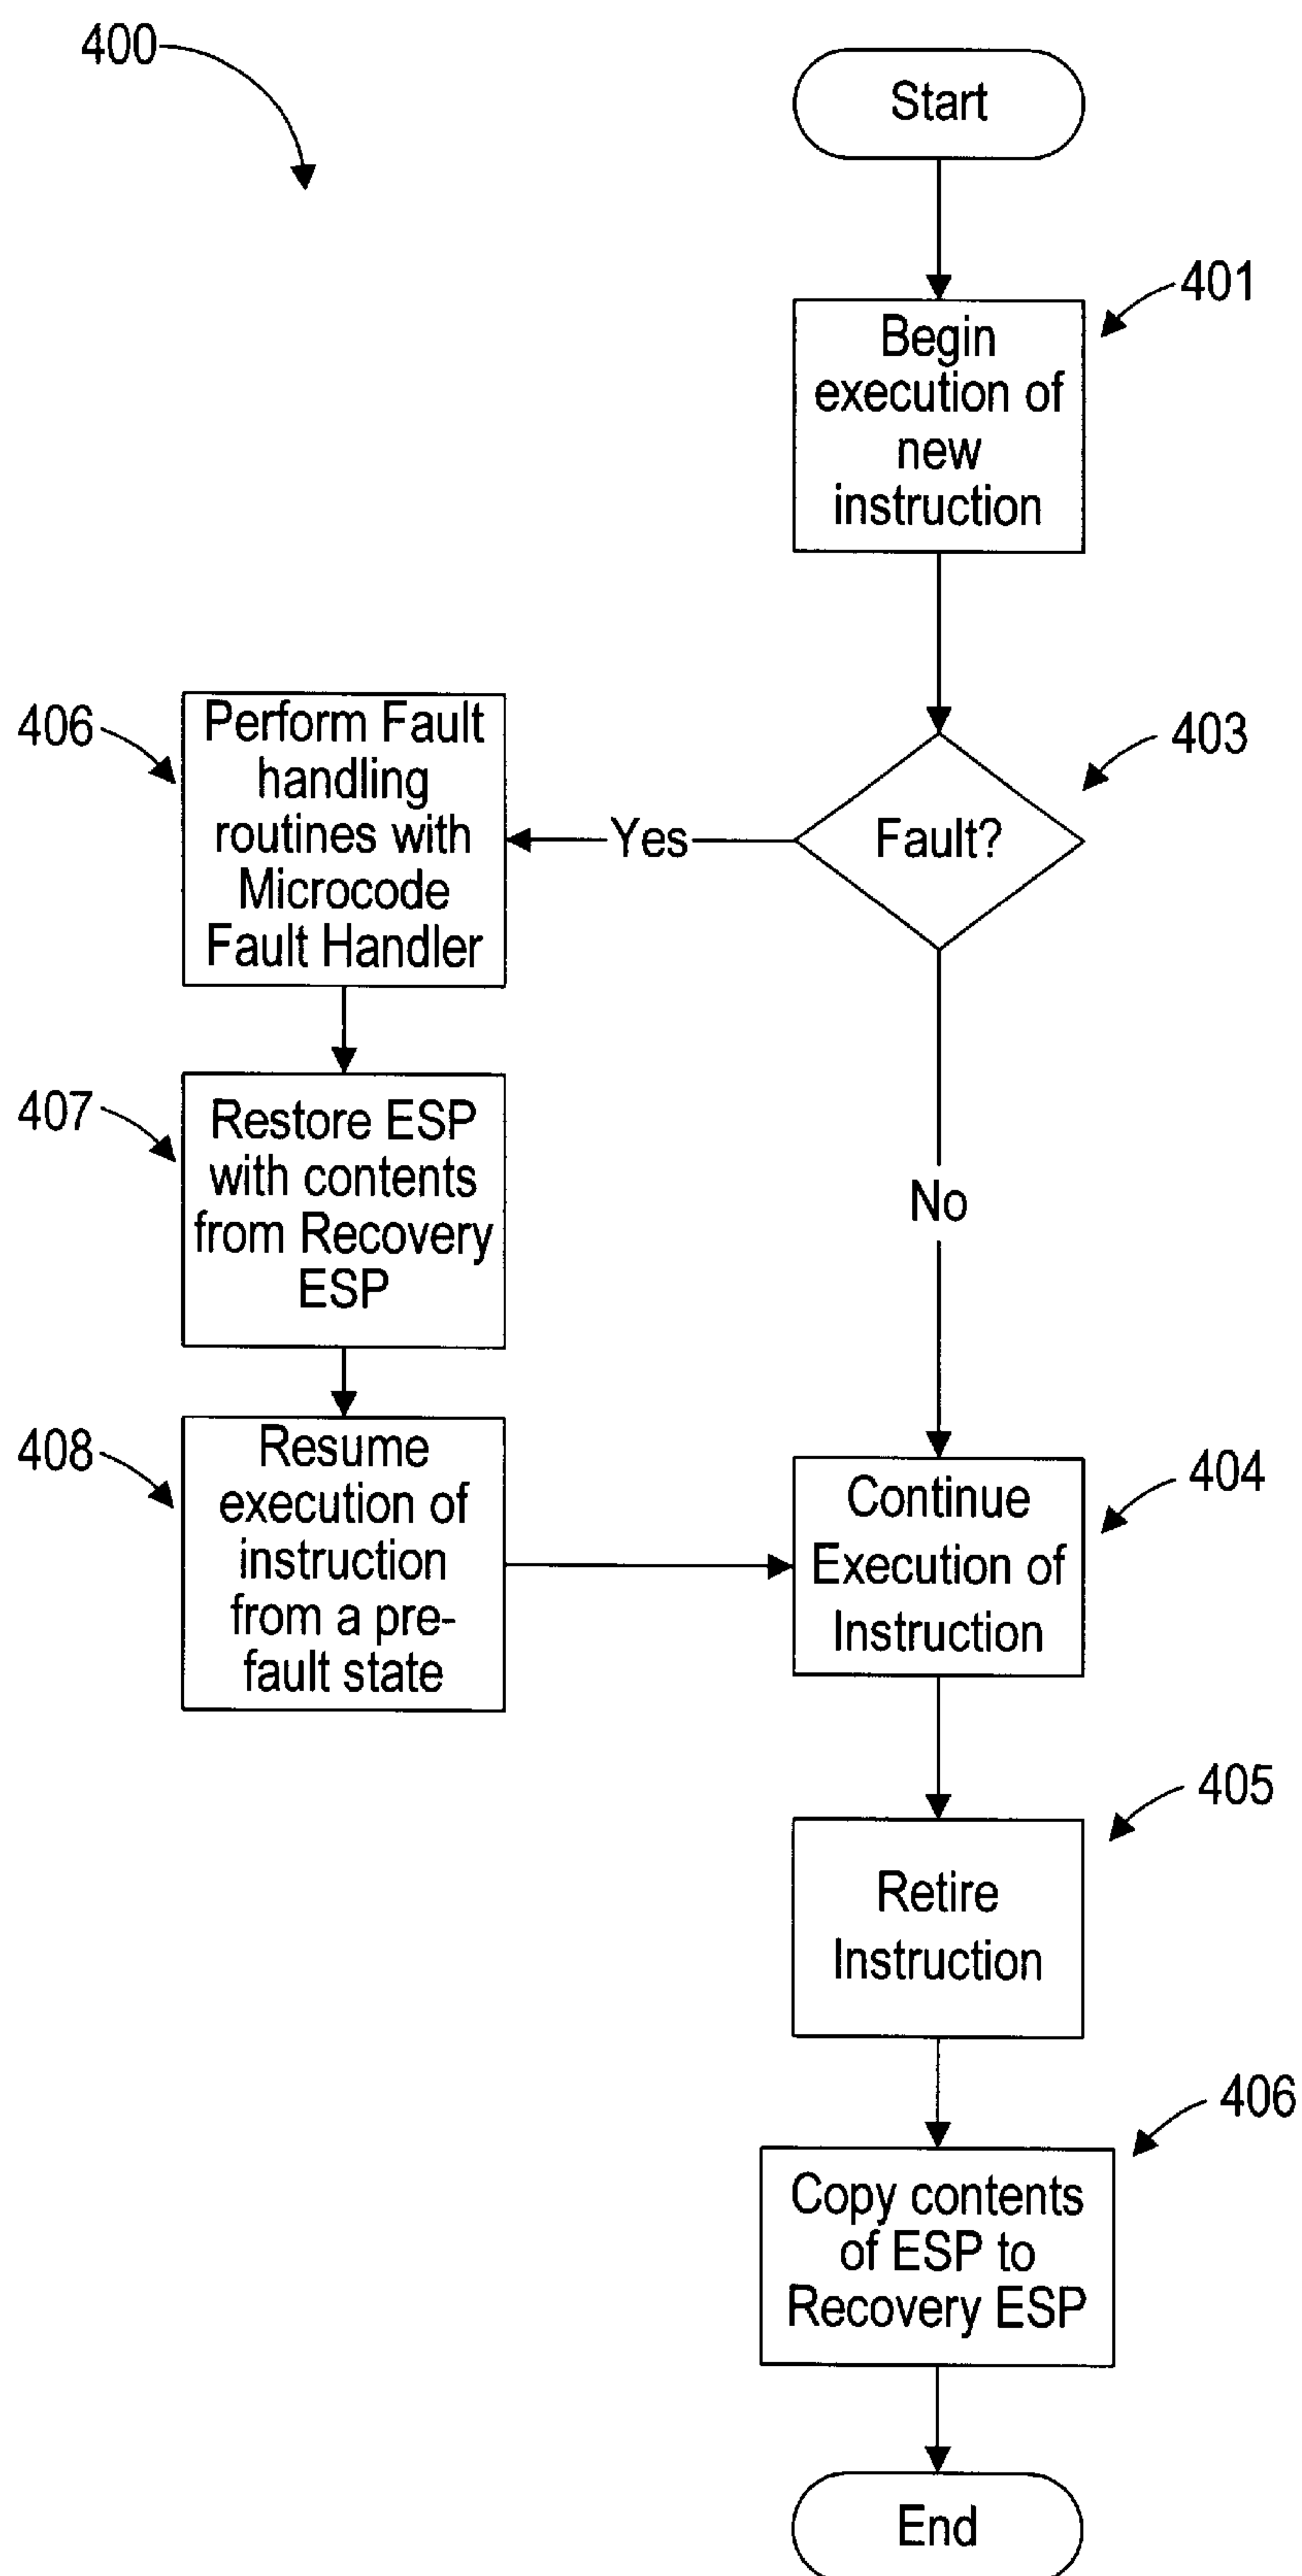 400
Start
401
Begin
execution of
new
instruction
403
Fault?
Yes
No
406
Perform Fault
handling
routines with
Microcode
Fault Handler
407
Restore ESP
with contents
from Recovery
ESP
408
Resume
execution of
instruction
from a pre-
fault state
404
Continue
Execution of
Instruction
405
Retire
Instruction
406
Copy contents
of ESP to
Recovery ESP
End